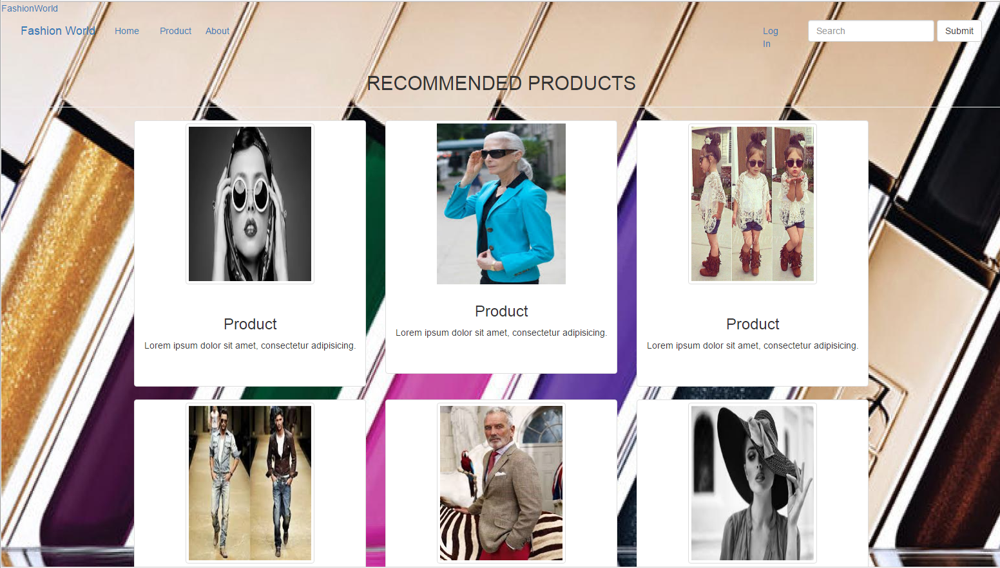 FashionWorld
Fashion World Home Product About Log In Search Submit
RECOMMENDED PRODUCTS
Product
Lorem ipsum dolor sit amet, consectetur adipisicing.
Product
Lorem ipsum dolor sit amet, consectetur adipisicing.
Product
Lorem ipsum dolor sit amet, consectetur adipisicing.